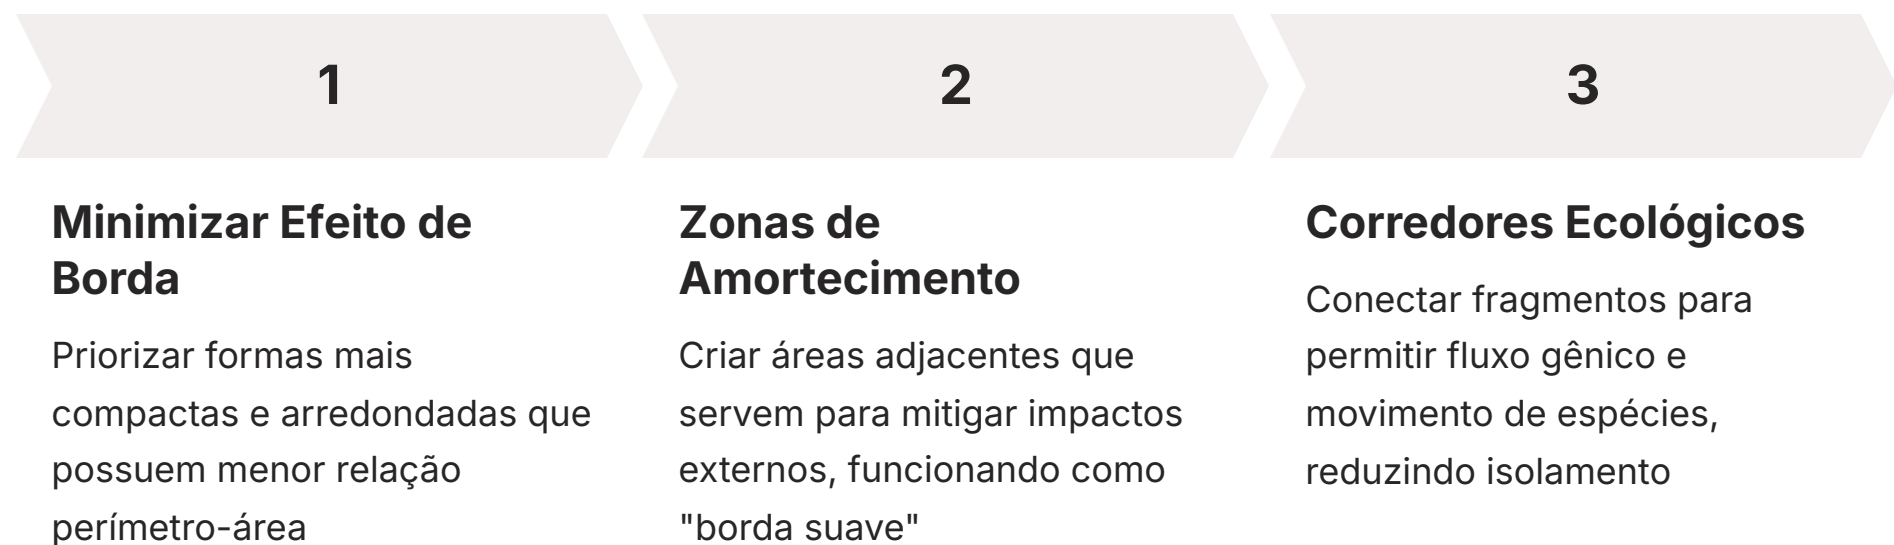 1
Minimizar Efeito de
Borda
Priorizar formas mais
compactas e arredondadas que
possuem menor relação
perímetro-área
2
Zonas de
Amortecimento
Criar áreas adjacentes que
servem para mitigar impactos
externos, funcionando como
"borda suave"
3
Corredores Ecológicos
Conectar fragmentos para
permitir fluxo gênico e
movimento de espécies,
reduzindo isolamento